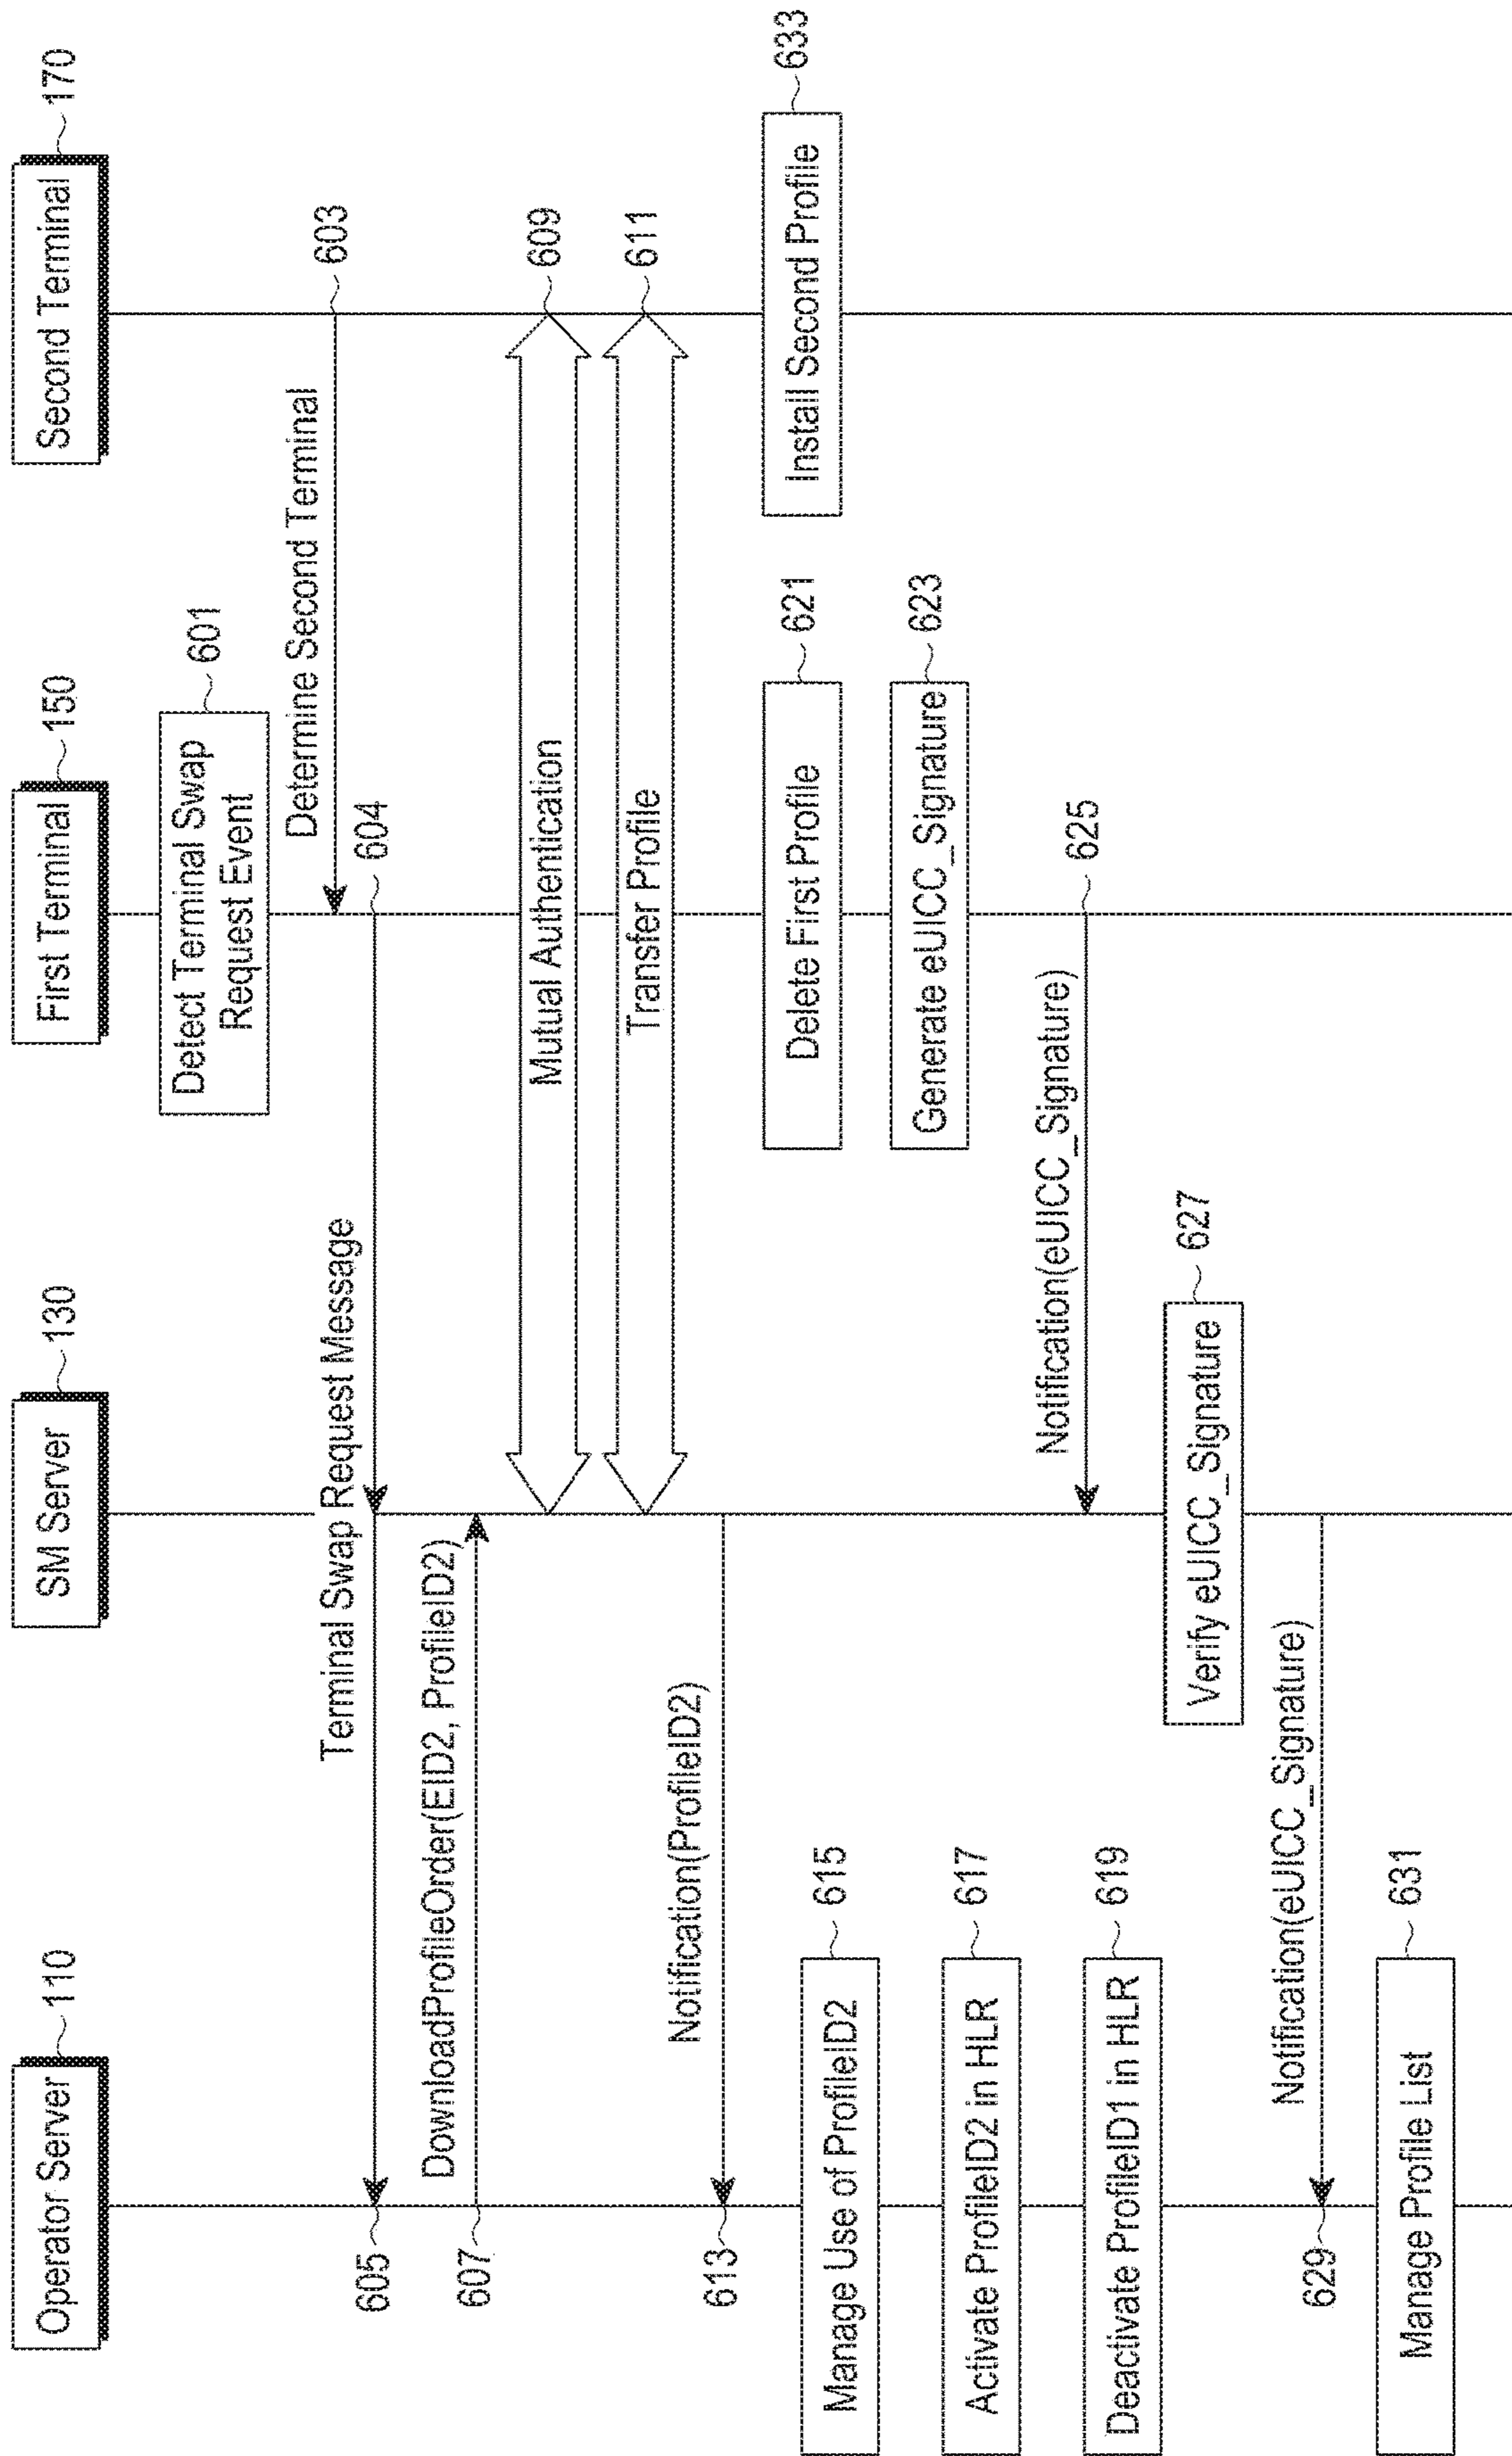 Operator Server
110
SM Server
130
First Terminal
150
Second Terminal
170
Detect Terminal Swap
Request Event
601
Determine Second Terminal
603
Terminal Swap Request Message
604
605
DownloadProfileOrder(EID2, ProfileID2)
607
Mutual Authentication
609
Transfer Profile
611
Notification(ProfileID2)
613
Manage Use of ProfileID2
615
Delete First Profile
621
Install Second Profile
633
Generate eUICC_Signature
623
Activate ProfileID2 in HLR
617
Notification(eUICC_Signature)
625
Deactivate ProfileID1 in HLR
619
Verify eUICC_Signature
627
Notification(eUICC_Signature)
629
Manage Profile List
631